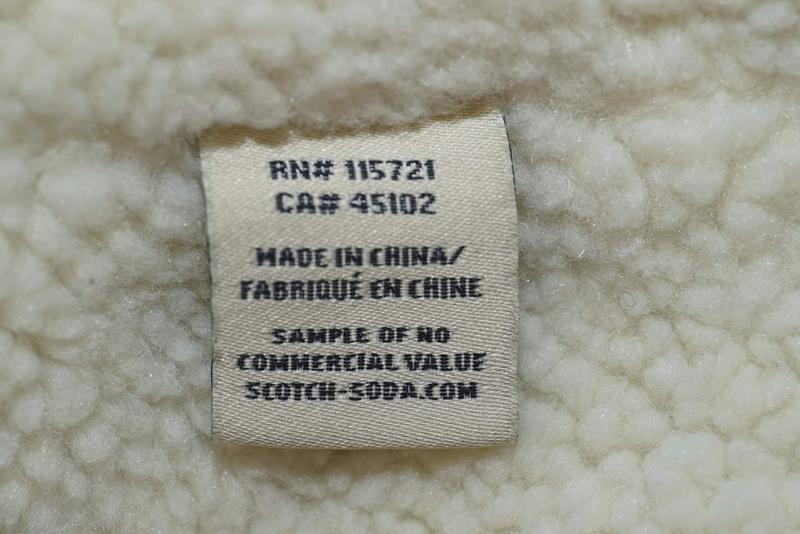 RN# 115721
CA# 45102
MADE IN CHINA/
FABRIQUÉ EN CHINE
SAMPLE OF NO
COMMERCIAL VALUE
SCOTCH-SODA.COM